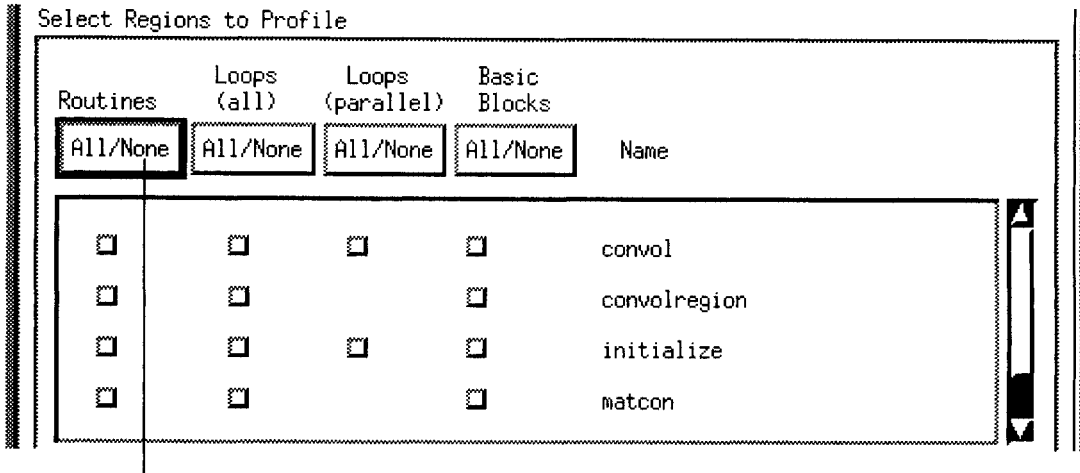 Select Regions to Profile
Routines
Loops
(all)
Loops
(parallel)
Basic
Blocks
All/None All/None All/None All/None Name
convol
convolregion
initialize
matcon